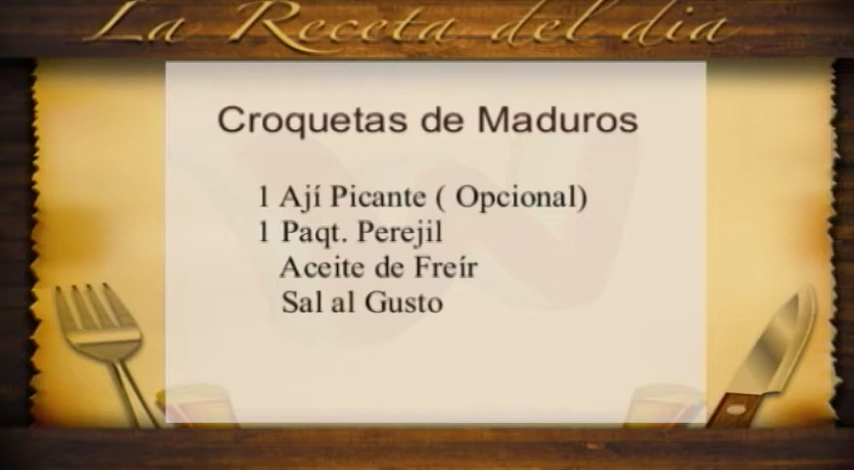 La Receta del dia
Croquetas de Maduros
1 Ají Picante ( Opcional)
1 Paqt. Perejil
Aceite de Freír
Sal al Gusto